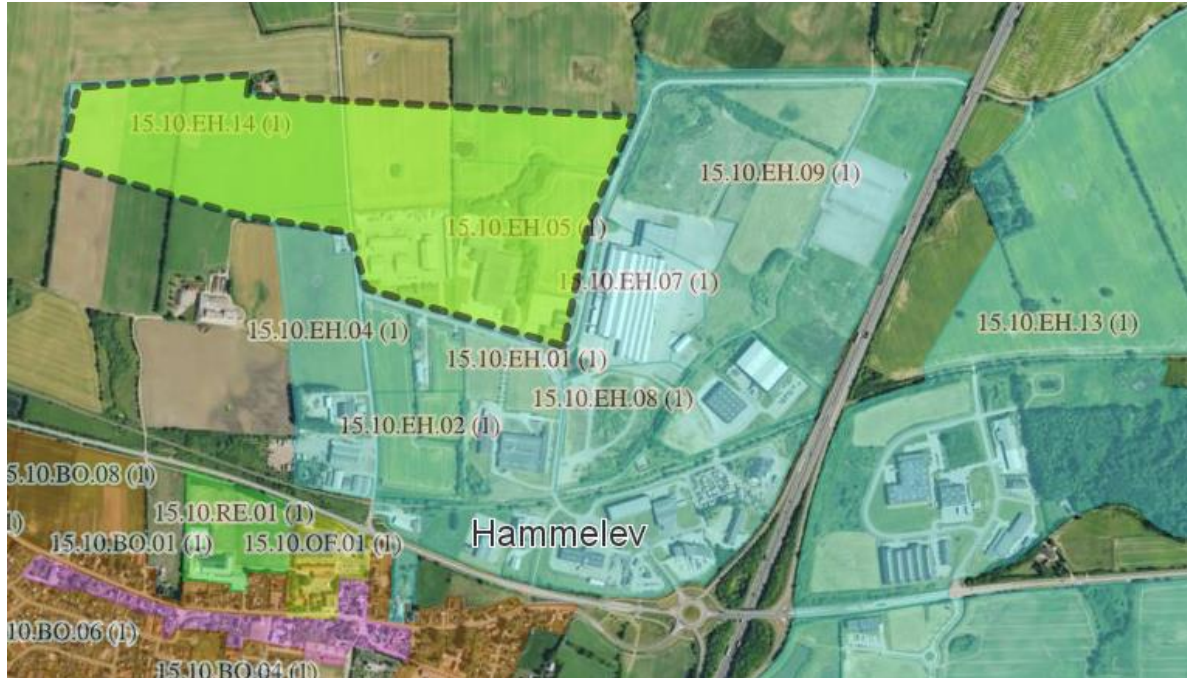 15.10.EH.14 (1)
15.10.EH.09 (1)
15.10.EH.05 (1)
15.10.EH.07 (1)
15.10.EH.04 (1)
15.10.EH.13 (1)
15.10.EH.01 (1)
15.10.EH.08 (1)
15.10.EH.02 (1)
5.10.BO.08 (1)
15.10.RE.01 (1)
1)
15.10.BO.01 (1)
15.10.OF.01 (1)
Hammelev
10.BO.06 (1)
15.10.BO.04 (1)